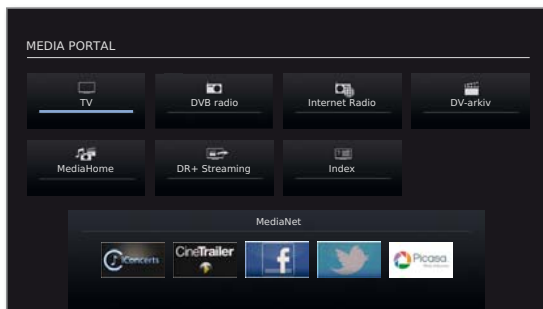 MEDIA PORTAL
TV
DVB radio
Internet Radio
DV-arkiv
MediaHome
DR+ Streaming
Index
MediaNet
iConcerts
CineTrailer
f
Picasa